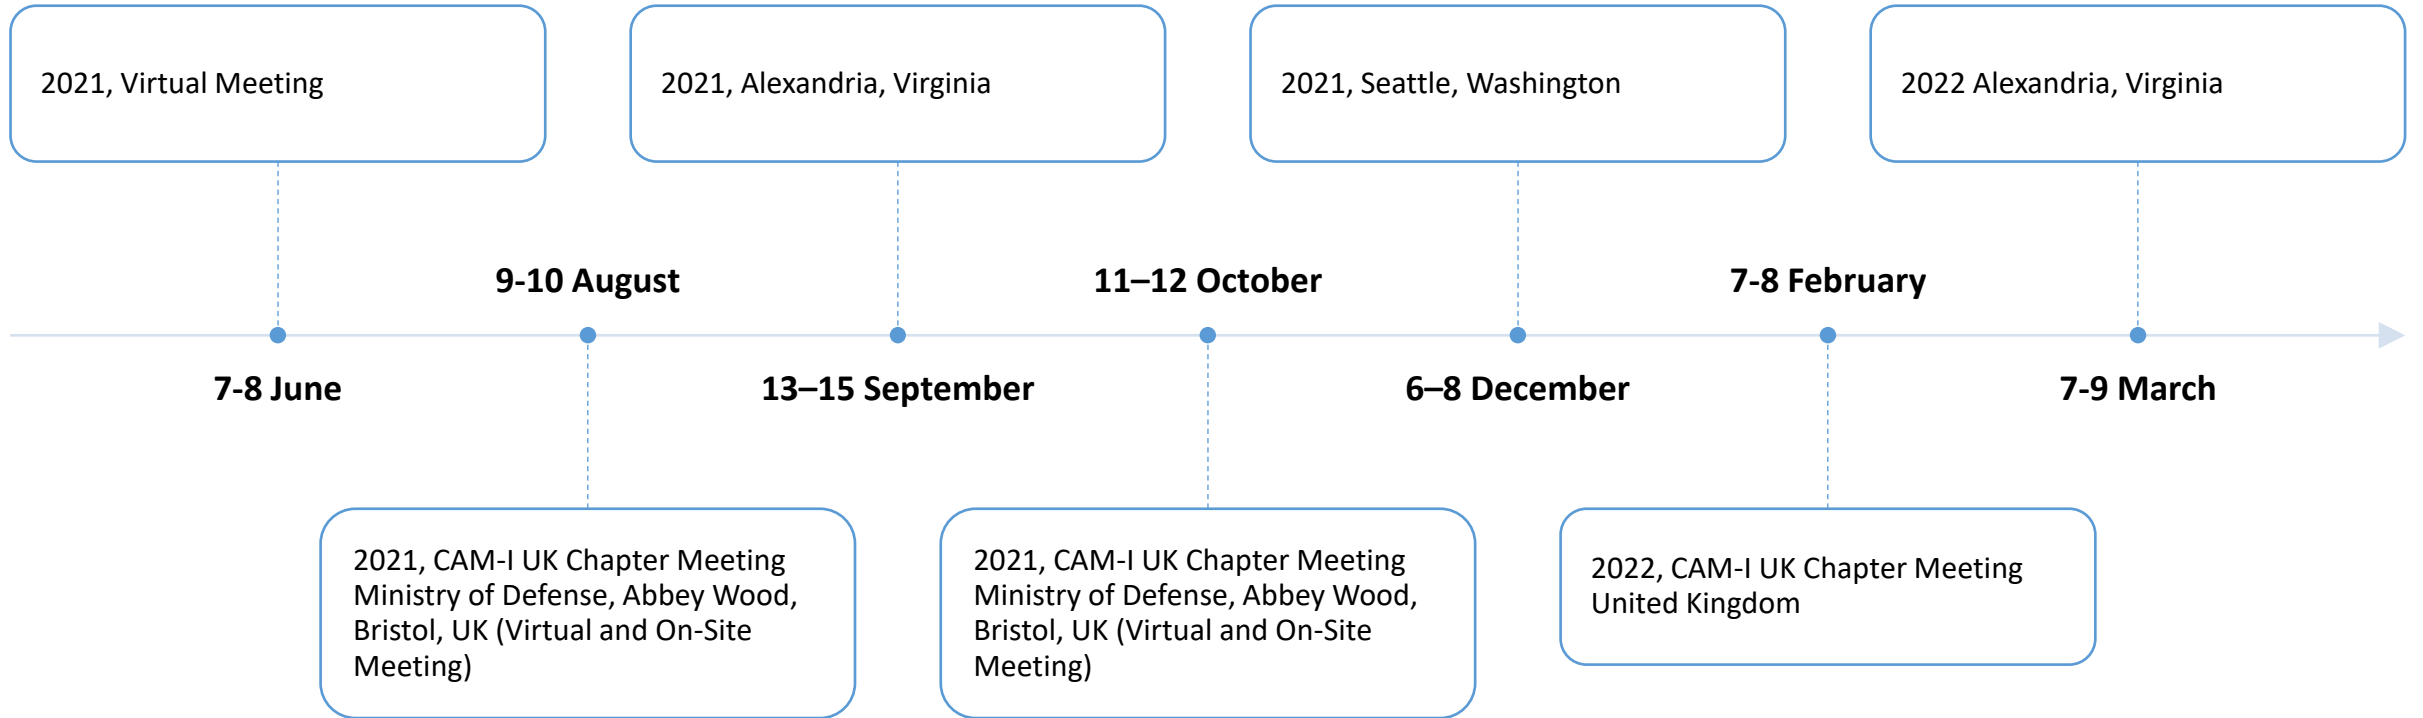 2021, Virtual Meeting
2021, Alexandria, Virginia
2021, Seattle, Washington
2022 Alexandria, Virginia
9-10 August
11–12 October
7-8 February
7-8 June
13–15 September
6–8 December
7-9 March
2021, CAM-I UK Chapter Meeting
Ministry of Defense, Abbey Wood,
Bristol, UK (Virtual and On-Site
Meeting)
2021, CAM-I UK Chapter Meeting
Ministry of Defense, Abbey Wood,
Bristol, UK (Virtual and On-Site
Meeting)
2022, CAM-I UK Chapter Meeting
United Kingdom